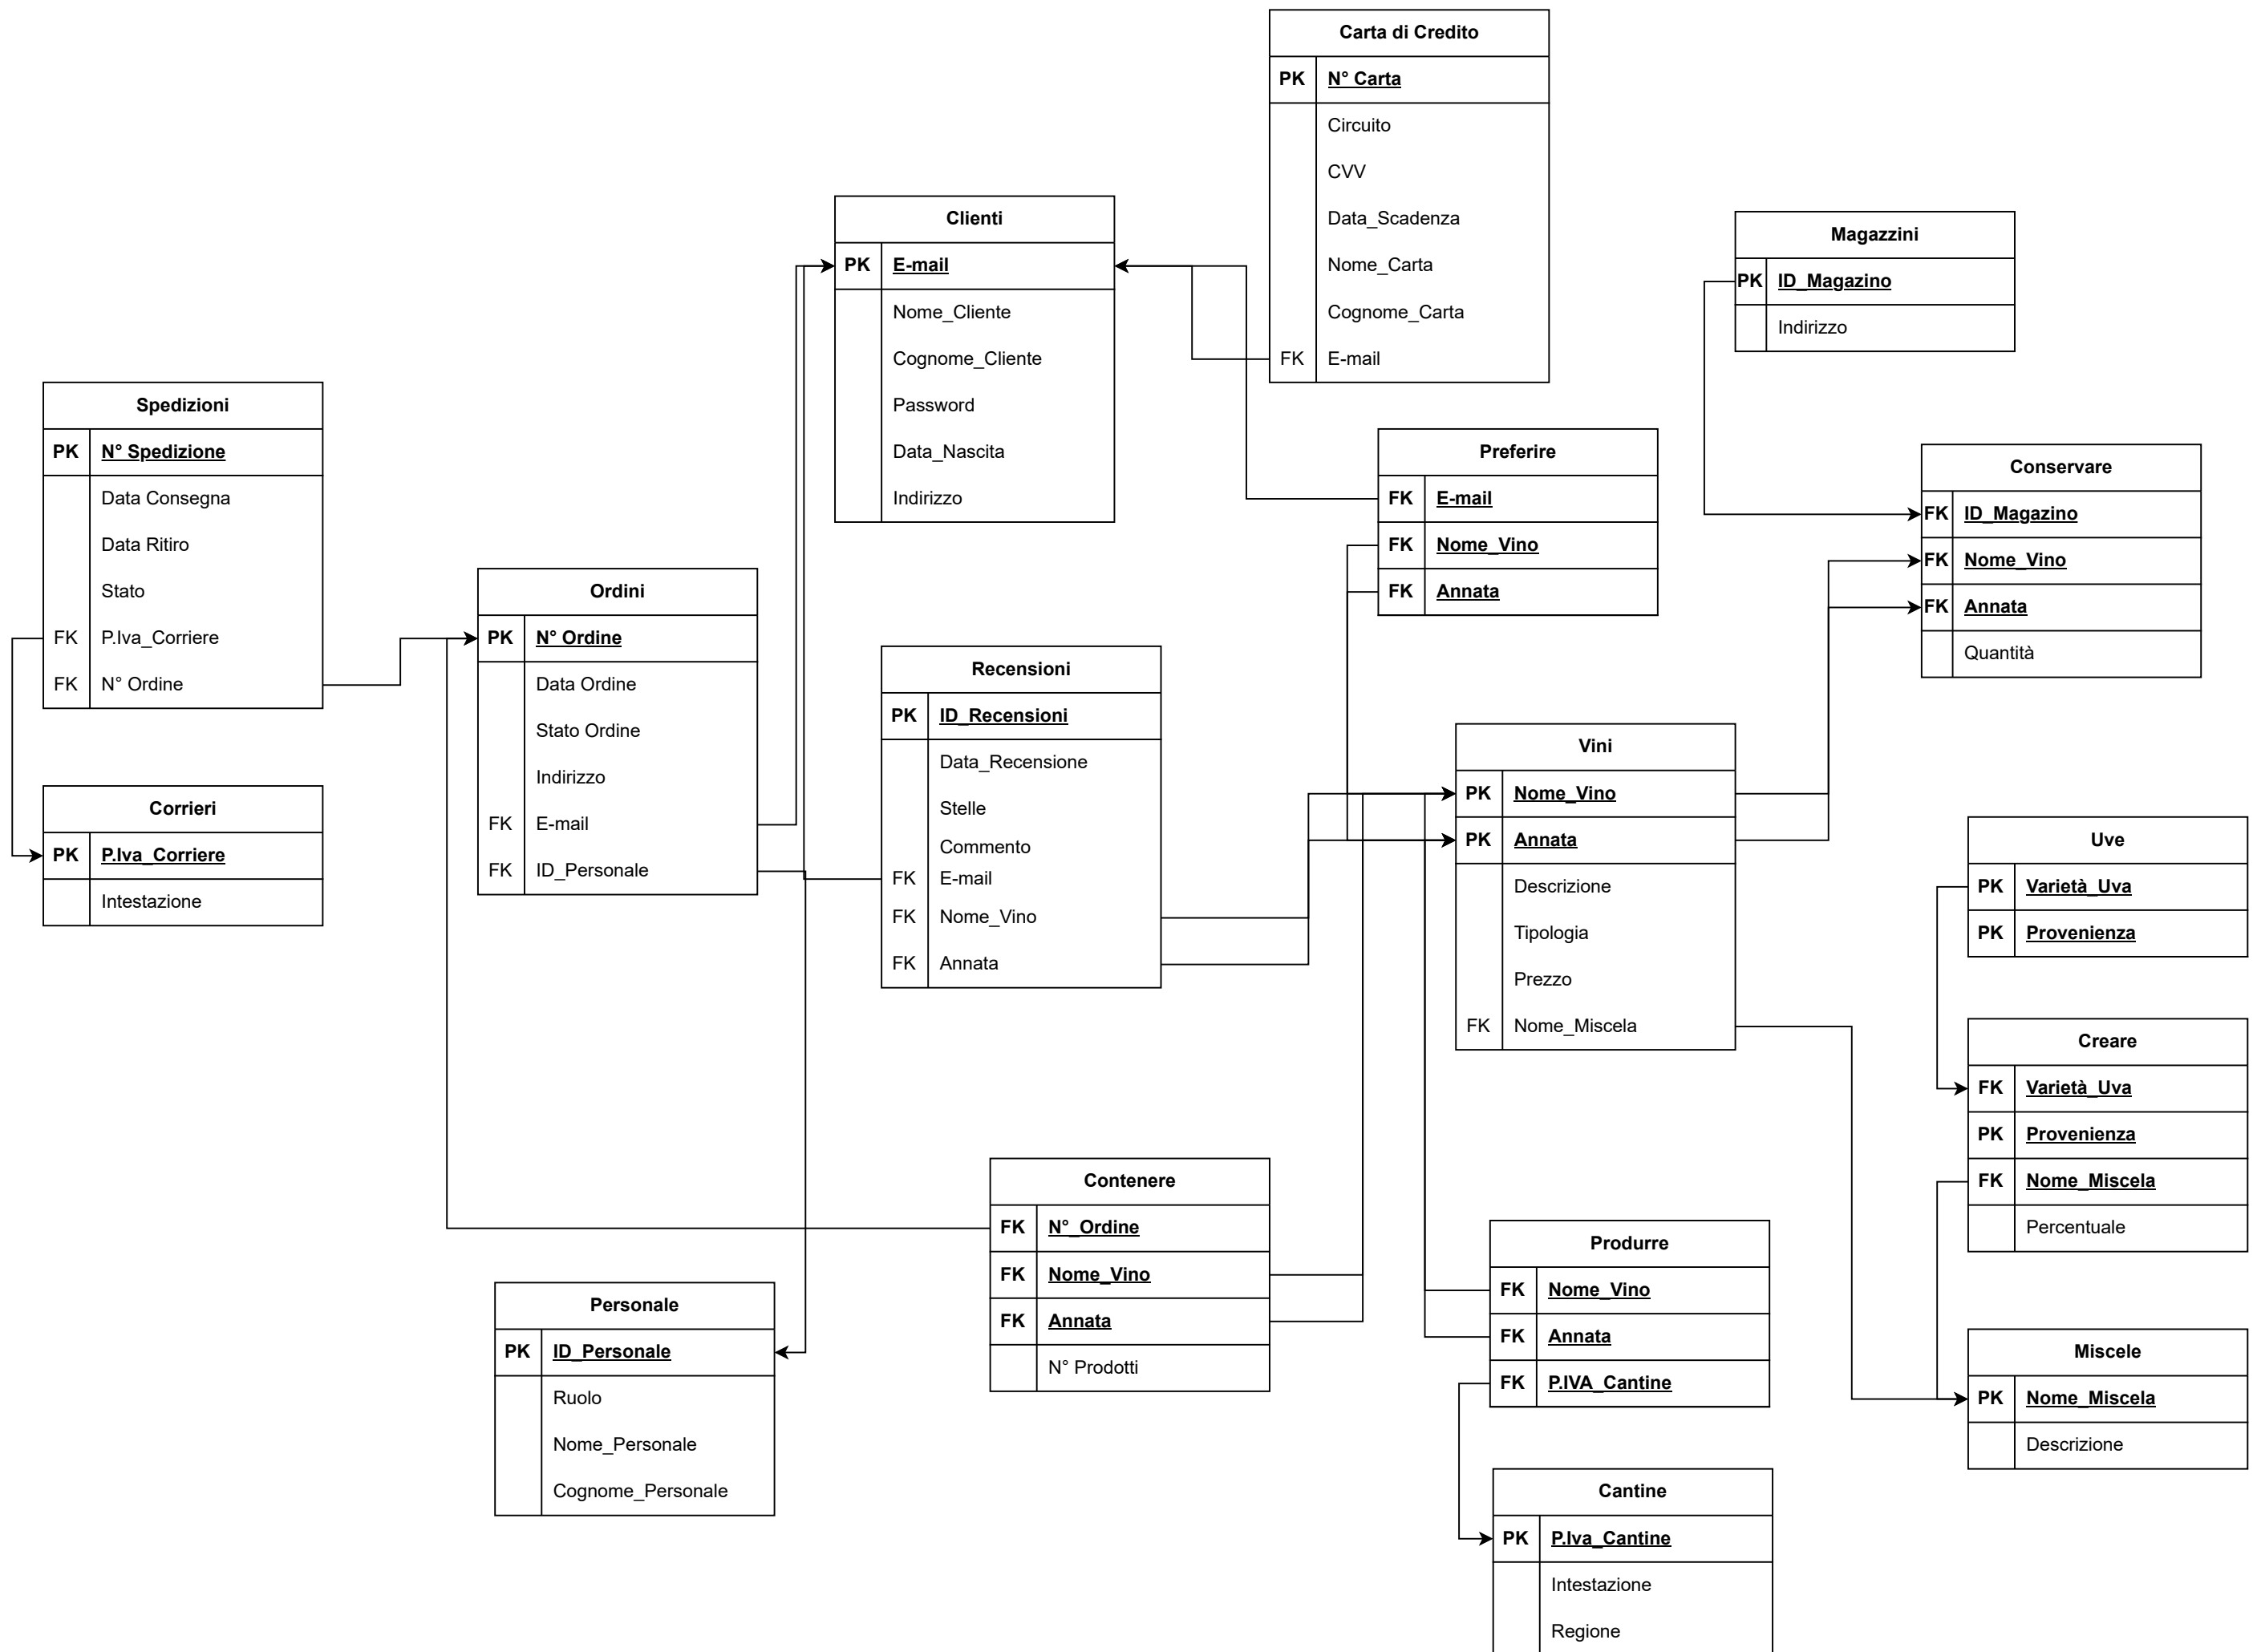 Carta di Credito
PK N° Carta
Circuito
CVV
Data_Scadenza
Nome_Carta
Cognome_Carta
FK E-mail
Clienti
PK E-mail
Nome_Cliente
Cognome_Cliente
Password
Data_Nascita
Indirizzo
Magazzini
PK ID_Magazino
Indirizzo
Spedizioni
PK N° Spedizione
Data Consegna
Data Ritiro
Stato
FK P.Iva_Corriere
FK N° Ordine
Preferire
FK E-mail
FK Nome_Vino
FK Annata
Conservare
FK ID_Magazino
FK Nome_Vino
FK Annata
Quantità
Ordini
PK N° Ordine
Data Ordine
Stato Ordine
Indirizzo
FK E-mail
FK ID_Personale
Recensioni
PK ID_Recensioni
Data_Recensione
Stelle
Commento
FK E-mail
FK Nome_Vino
FK Annata
Vini
PK Nome_Vino
PK Annata
Descrizione
Tipologia
Prezzo
FK Nome_Miscela
Corrieri
PK P.Iva_Corriere
Intestazione
Uve
PK Varietà_Uva
PK Provenienza
Creare
FK Varietà_Uva
PK Provenienza
FK Nome_Miscela
Percentuale
Contenere
FK N°_Ordine
FK Nome_Vino
FK Annata
N° Prodotti
Produrre
FK Nome_Vino
FK Annata
FK P.IVA_Cantine
Personale
PK ID_Personale
Ruolo
Nome_Personale
Cognome_Personale
Miscele
PK Nome_Miscela
Descrizione
Cantine
PK P.Iva_Cantine
Intestazione
Regione